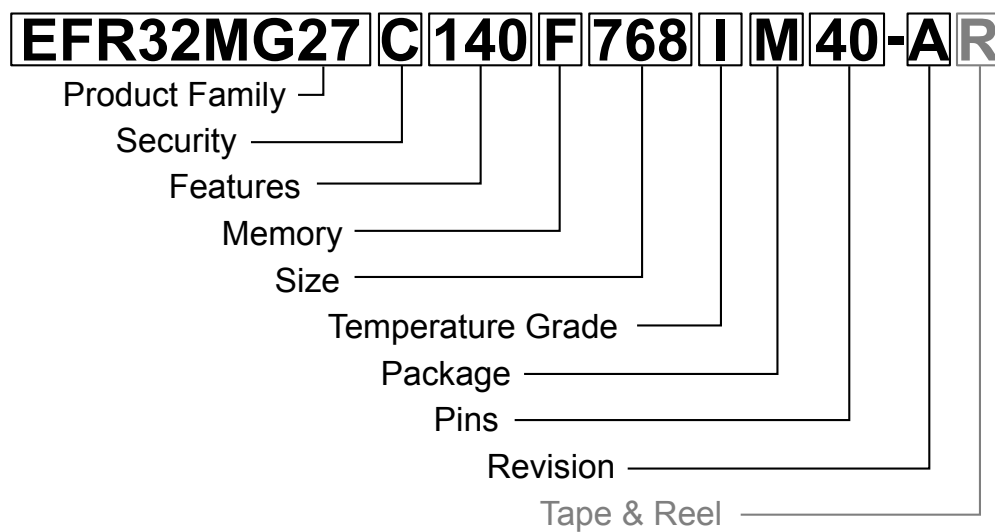 EFR32MG27 C 140 F 768 I M 40-A R
Product Family
Security
Features
Memory
Size
Temperature Grade
Package
Pins
Revision
Tape & Reel